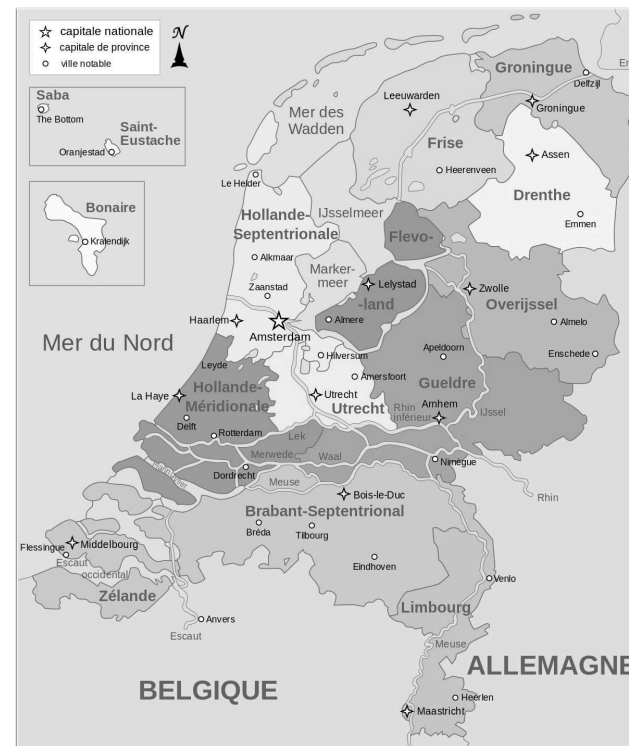 capitale nationale
N
capitale de province
ville notable
Saba
The Bottom
Saint-
Eustache
Oranjestad
Bonaire
Kralendijk
Groningue
Delfzijl
Groningue
Leeuwarden
Mer des
Wadden
Frise
Heerenveen
Assen
Drenthe
Emmen
Le Helder
Hollande-
Septentrionale
IJsselmeer
Flevo-
Alkmaar
Marker-
meer
Lelystad
-land
Zwolle
Overijssel
Zaanstad
Haarlem
Amsterdam
Almere
Almelo
Enschede
Mer du Nord
Hilversum
Apeldoorn
Leyde
Amersfoort
Gueldre
La Haye
Hollande-
Méridionale
Utrecht
Utrecht
Rhin
inférieur
Arnhem
IJssel
Delft
Rotterdam
Lek
Merwede
Waal
Nimègue
Dordrecht
Meuse
Rhin
Bois-le-Duc
Brabant-Septentrional
Bréda
Tilbourg
Eindhoven
Flessingue
Middelbourg
Escaut
occidental
Zélande
Venlo
Limbourg
Anvers
Escaut
Meuse
ALLEMAGNE
BELGIQUE
Heerlen
Maastricht